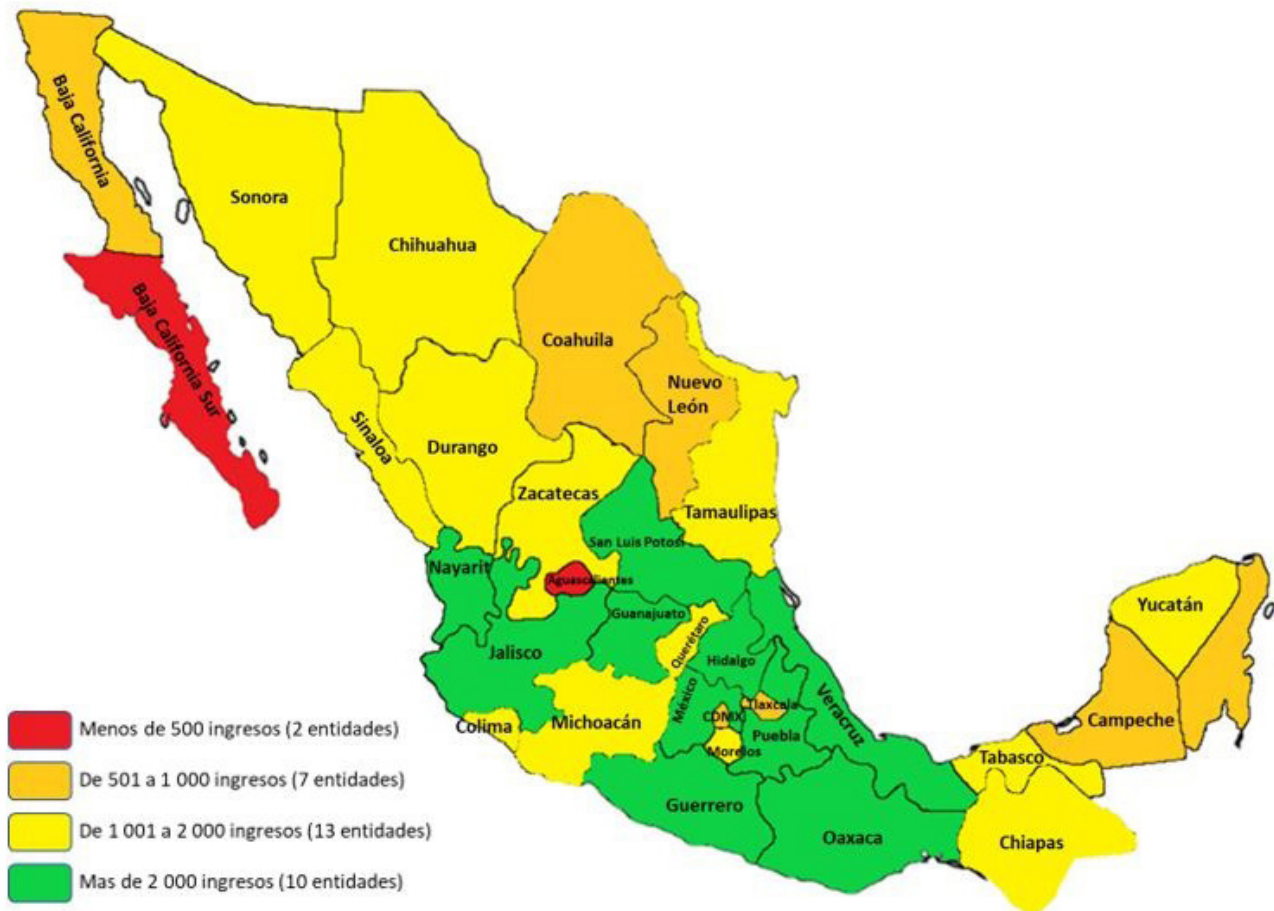 Baja California
Sonora
Chihuahua
Baja California Sur
Coahuila
Nuevo
León
Sinaloa
Durango
Zacatecas
Tamaulipas
San Luis Potosí
Nayarit
Aguascalientes
Guanajuato
Yucatán
Querétaro
Jalisco
Hidalgo
México
Tlaxcala
Veracruz
Campeche
Colima
Michoacán
CDMX
Puebla
Morelos
Tabasco
Guerrero
Oaxaca
Chiapas
Menos de 500 ingresos (2 entidades)
De 501 a 1 000 ingresos (7 entidades)
De 1 001 a 2 000 ingresos (13 entidades)
Mas de 2 000 ingresos (10 entidades)